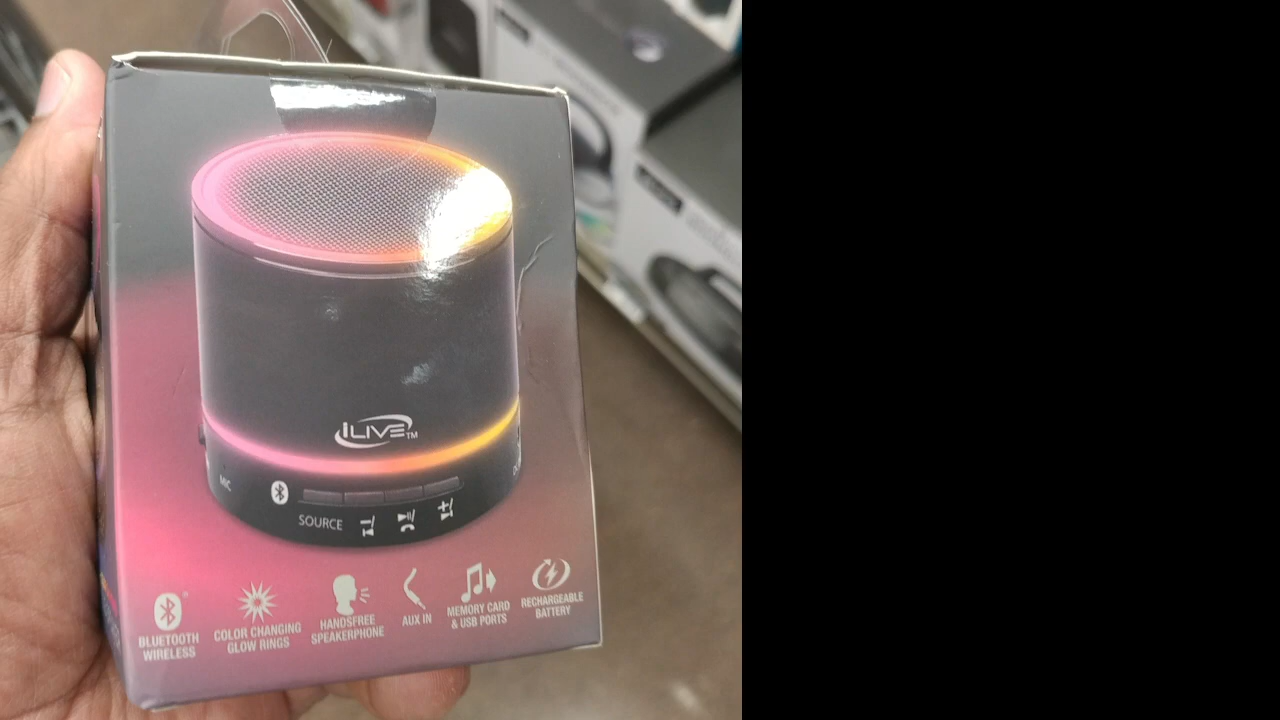 iLIVE™
MIC
SOURCE
BLUETOOTH
WIRELESS
COLOR CHANGING
GLOW RINGS
HANDSFREE
SPEAKERPHONE
AUX IN
MEMORY CARD
& USB PORTS
RECHARGEABLE
BATTERY